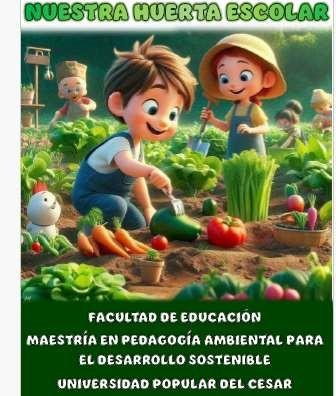 NUESTRA HUERTA ESCOLAR
FACULTAD DE EDUCACIÓN
MAESTRÍA EN PEDAGOGÍA AMBIENTAL PARA
EL DESARROLLO SOSTENIBLE
UNIVERSIDAD POPULAR DEL CESAR